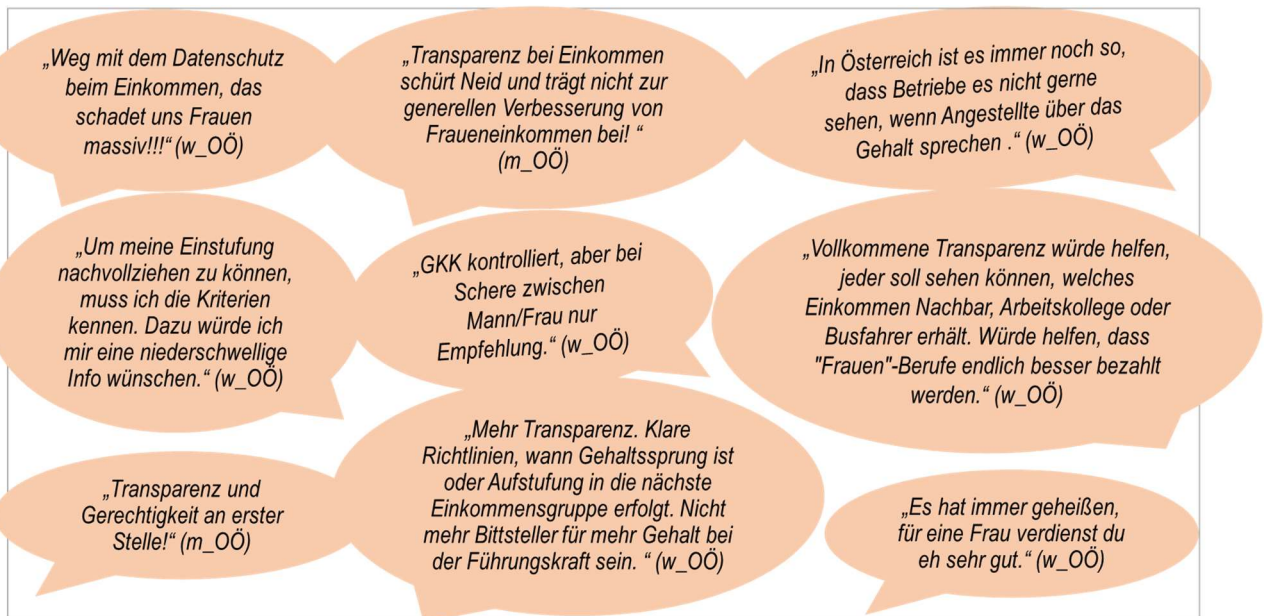 „Weg mit dem Datenschutz
beim Einkommen, das
schadet uns Frauen
massiv!!!“ (w_OÖ)
„Transparenz bei Einkommen
schürt Neid und trägt nicht zur
generellen Verbesserung von
Fraueneinkommen bei! “
(m_OÖ)
„In Österreich ist es immer noch so,
dass Betriebe es nicht gerne
sehen, wenn Angestellte über das
Gehalt sprechen .“ (w_OÖ)
„Um meine Einstufung
nachvollziehen zu können,
muss ich die Kriterien
kennen. Dazu würde ich
mir eine niederschwellige
Info wünschen.“ (w_OÖ)
„GKK kontrolliert, aber bei
Schere zwischen
Mann/Frau nur
Empfehlung.“ (w_OÖ)
„Vollkommene Transparenz würde helfen,
jeder soll sehen können, welches
Einkommen Nachbar, Arbeitskollege oder
Busfahrer erhält. Würde helfen, dass
"Frauen"-Berufe endlich besser bezahlt
werden.“ (w_OÖ)
„Transparenz und
Gerechtigkeit an erster
Stelle!“ (m_OÖ)
„Mehr Transparenz. Klare
Richtlinien, wann Gehaltssprung ist
oder Aufstufung in die nächste
Einkommensgruppe erfolgt. Nicht
mehr Bittsteller für mehr Gehalt bei
der Führungskraft sein. “ (w_OÖ)
„Es hat immer geheißen,
für eine Frau verdienst du
eh sehr gut.“ (w_OÖ)